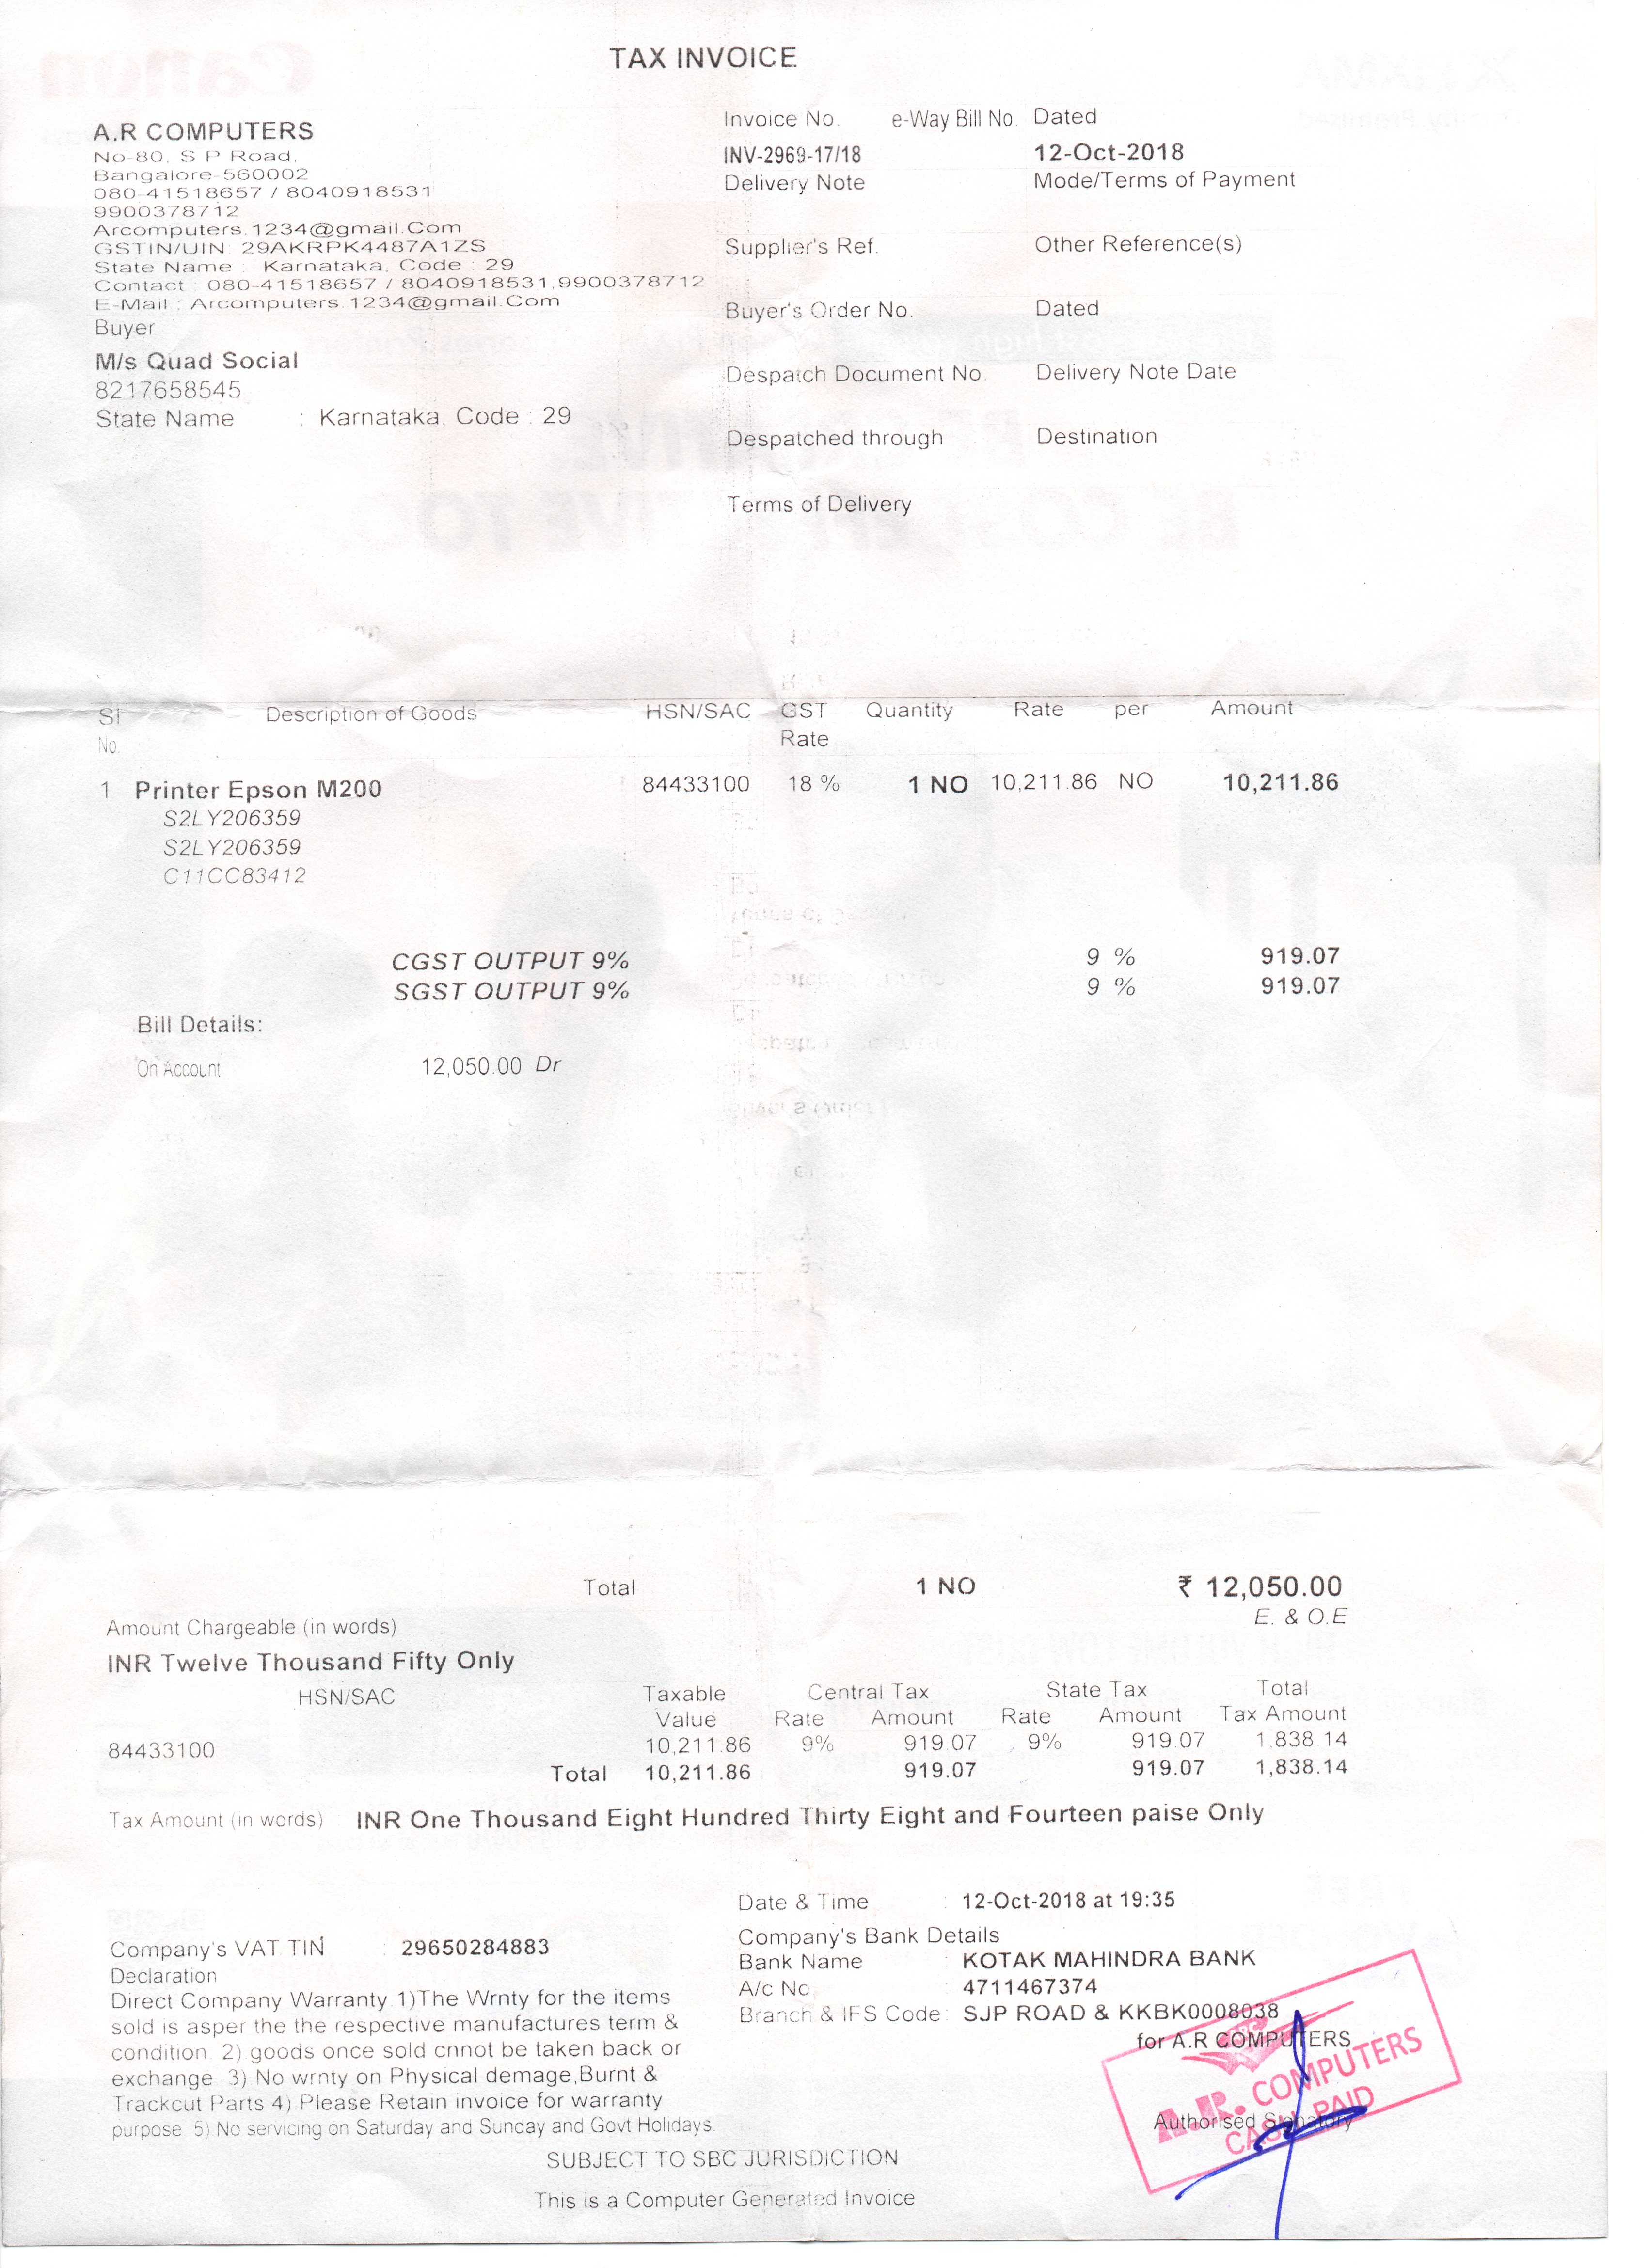 TAX INVOICE
A.R COMPUTERS
No-80, S P Road,
Bangalore-560002
080-41518657 / 8040918531
9900378712
Arcomputers.1234@gmail.Com
GSTIN/UIN: 29AKRPK4487A1ZS
State Name : Karnataka, Code : 29
Contact : 080-41518657 / 8040918531,9900378712
E-Mail : Arcomputers.1234@gmail.Com
Buyer
M/s Quad Social
8217658545
State Name : Karnataka, Code : 29
Invoice No. e-Way Bill No. Dated
INV-2969-17/18 12-Oct-2018
Delivery Note Mode/Terms of Payment
Supplier's Ref. Other Reference(s)
Buyer's Order No. Dated
Despatch Document No. Delivery Note Date
Despatched through Destination
Terms of Delivery
Sl Description of Goods HSN/SAC GST Quantity Rate per Amount
No. Rate
1 Printer Epson M200 84433100 18 % 1 NO 10,211.86 NO 10,211.86
S2LY206359
S2LY206359
C11CC83412
CGST OUTPUT 9% 9 % 919.07
SGST OUTPUT 9% 9 % 919.07
Bill Details:
On Account 12,050.00 Dr
Total 1 NO ₹ 12,050.00
E. & O.E
Amount Chargeable (in words)
INR Twelve Thousand Fifty Only
HSN/SAC Taxable Central Tax State Tax Total
Value Rate Amount Rate Amount Tax Amount
84433100 10,211.86 9% 919.07 9% 919.07 1,838.14
Total 10,211.86 919.07 919.07 1,838.14
Tax Amount (in words) : INR One Thousand Eight Hundred Thirty Eight and Fourteen paise Only
Date & Time : 12-Oct-2018 at 19:35
Company's Bank Details
Bank Name : KOTAK MAHINDRA BANK
A/c No. : 4711467374
Branch & IFS Code: SJP ROAD & KKBK0008038
Company's VAT TIN : 29650284883
Declaration
Direct Company Warranty 1)The Wrnty for the items
sold is asper the the respective manufactures term &
condition. 2) goods once sold cnnot be taken back or
exchange 3) No wrnty on Physical demage,Burnt &
Trackcut Parts 4).Please Retain invoice for warranty
purpose. 5).No servicing on Saturday and Sunday and Govt Holidays.
for A.R COMPUTERS
A.R. COMPUTERS
CASH PAID
Authorised Signatory
SUBJECT TO SBC JURISDICTION
This is a Computer Generated Invoice